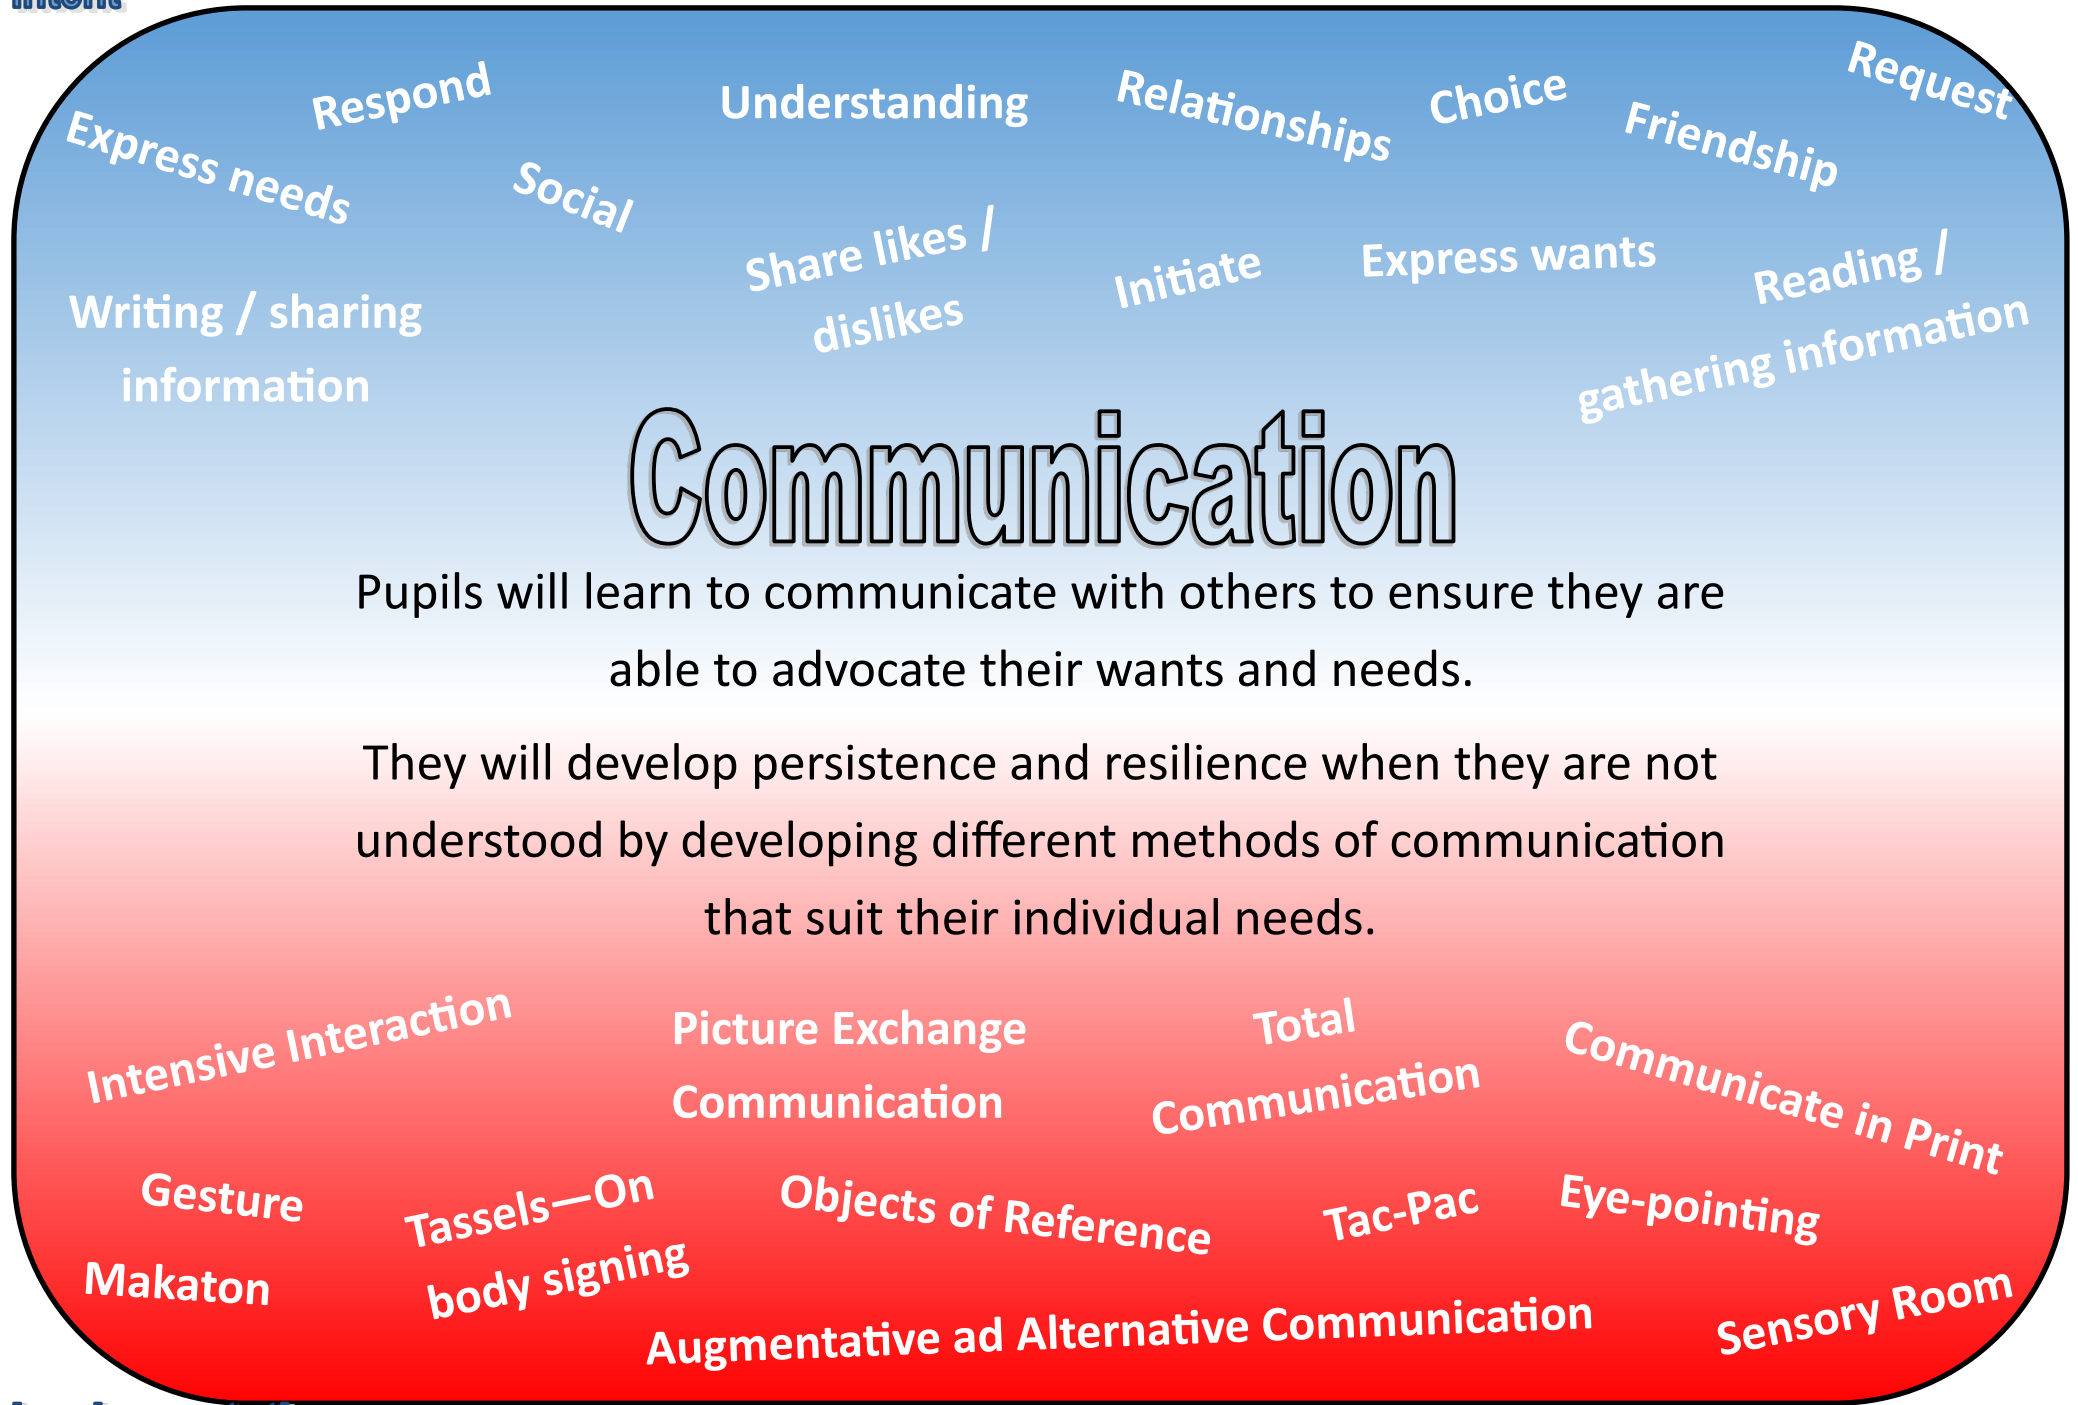 Intent
Respond
Understanding
Relationships
Choice
Request
Express needs
Social
Friendship
Share likes /
dislikes
Initiate
Express wants
Reading /
gathering information
Writing / sharing
information
Communication
Pupils will learn to communicate with others to ensure they are
able to advocate their wants and needs.
They will develop persistence and resilience when they are not
understood by developing different methods of communication
that suit their individual needs.
Intensive Interaction
Picture Exchange
Communication
Total
Communication
Communicate in Print
Gesture
Tassels—On
body signing
Objects of Reference
Tac-Pac
Eye-pointing
Makaton
Augmentative ad Alternative Communication
Sensory Room